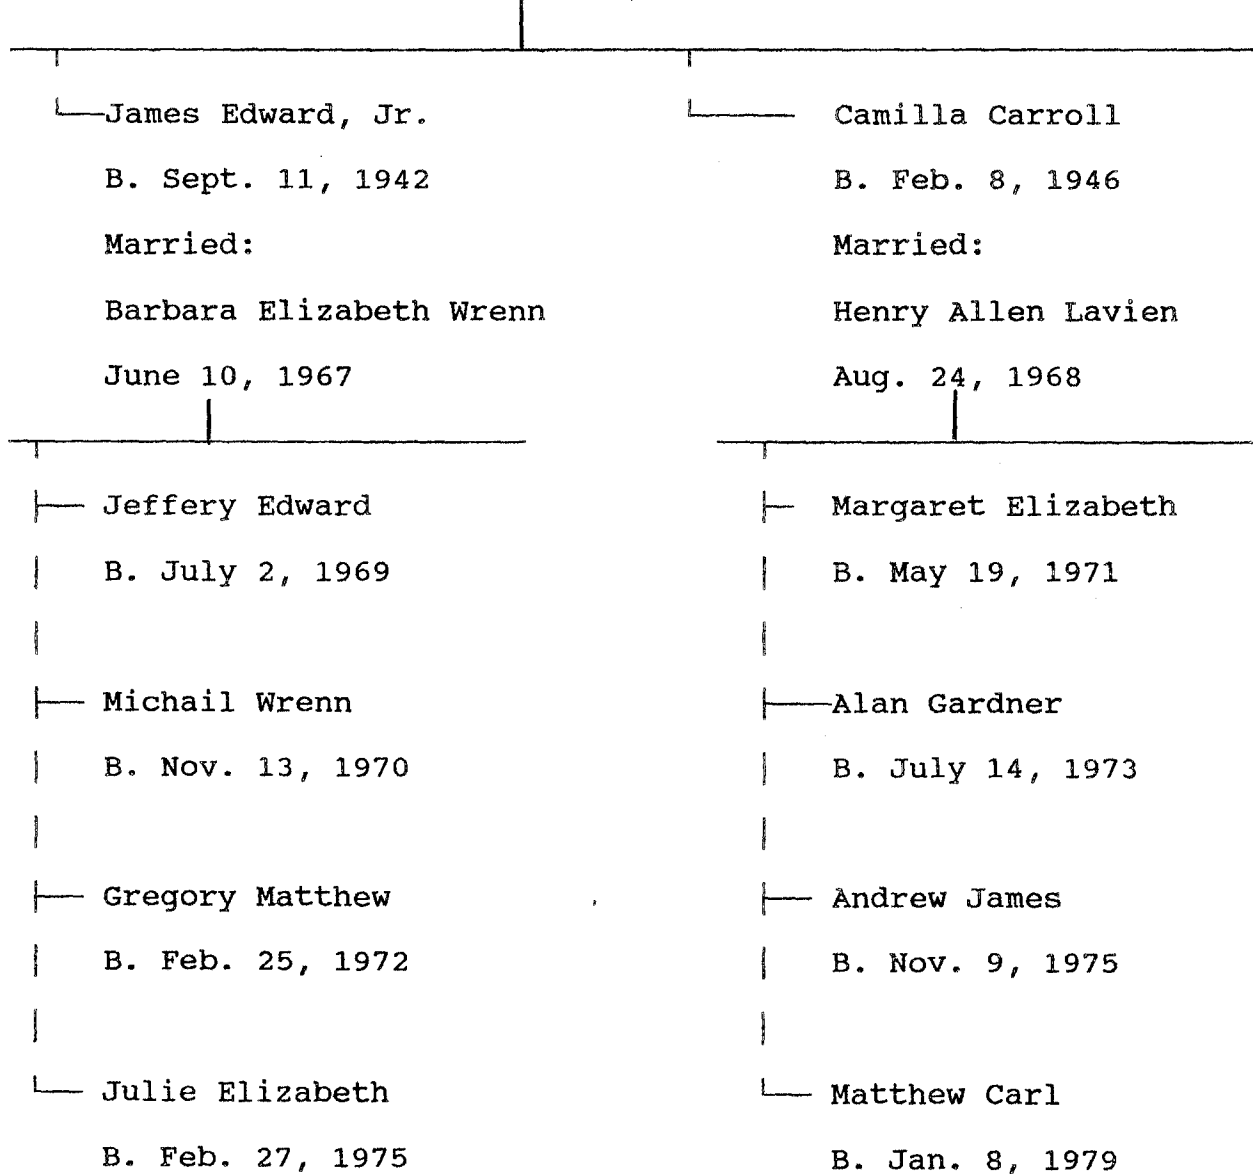 James Edward, Jr.
B. Sept. 11, 1942
Married:
Barbara Elizabeth Wrenn
June 10, 1967
Jeffery Edward
B. July 2, 1969
Michail Wrenn
B. Nov. 13, 1970
Gregory Matthew
B. Feb. 25, 1972
Julie Elizabeth
B. Feb. 27, 1975
Camilla Carroll
B. Feb. 8, 1946
Married:
Henry Allen Lavien
Aug. 24, 1968
Margaret Elizabeth
B. May 19, 1971
Alan Gardner
B. July 14, 1973
Andrew James
B. Nov. 9, 1975
Matthew Carl
B. Jan. 8, 1979